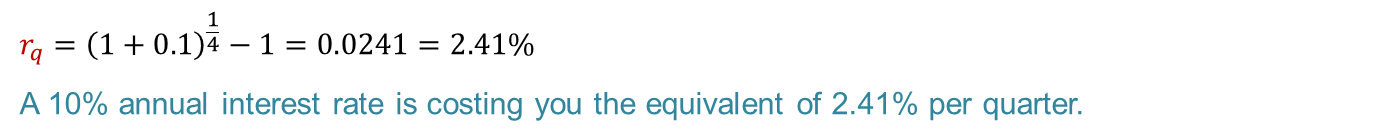 r_q = (1 + 0.1)^{1/4} − 1 = 0.0241 = 2.41%
A 10% annual interest rate is costing you the equivalent of 2.41% per quarter.